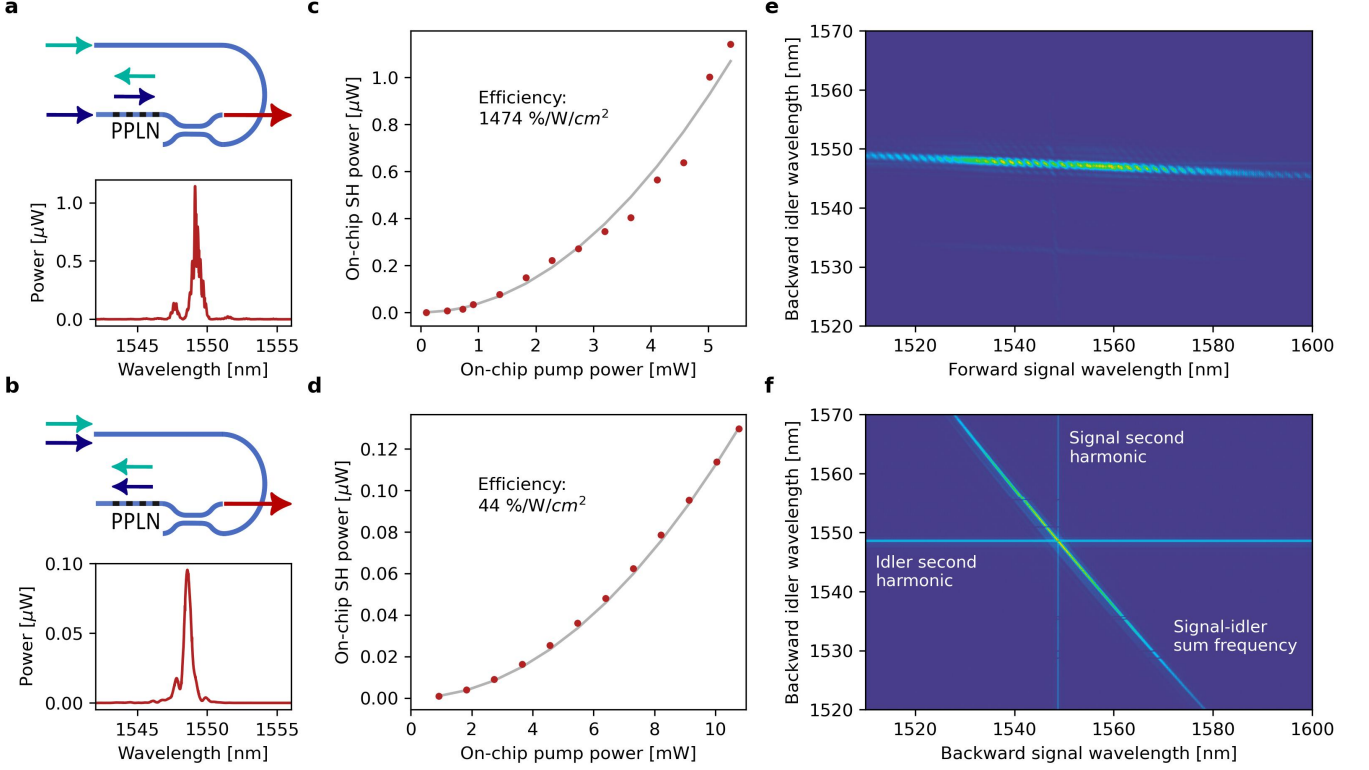 a
PPLN
Power [μW]
1.0
0.5
0.0
1545
1550
1555
Wavelength [nm]
b
PPLN
Power [μW]
0.10
0.05
0.00
1545
1550
1555
Wavelength [nm]
c
On-chip SH power [μW]
Efficiency:
1474 %/W/cm²
1.0
0.8
0.6
0.4
0.2
0.0
0
1
2
3
4
5
On-chip pump power [mW]
d
On-chip SH power [μW]
Efficiency:
44 %/W/cm²
0.12
0.10
0.08
0.06
0.04
0.02
0.00
0
2
4
6
8
10
On-chip pump power [mW]
e
Backward idler wavelength [nm]
1570
1560
1550
1540
1530
1520
1520
1540
1560
1580
1600
Forward signal wavelength [nm]
f
Backward idler wavelength [nm]
1570
1560
1550
1540
1530
1520
Signal second
harmonic
Idler second
harmonic
Signal-idler
sum frequency
1520
1540
1560
1580
1600
Backward signal wavelength [nm]